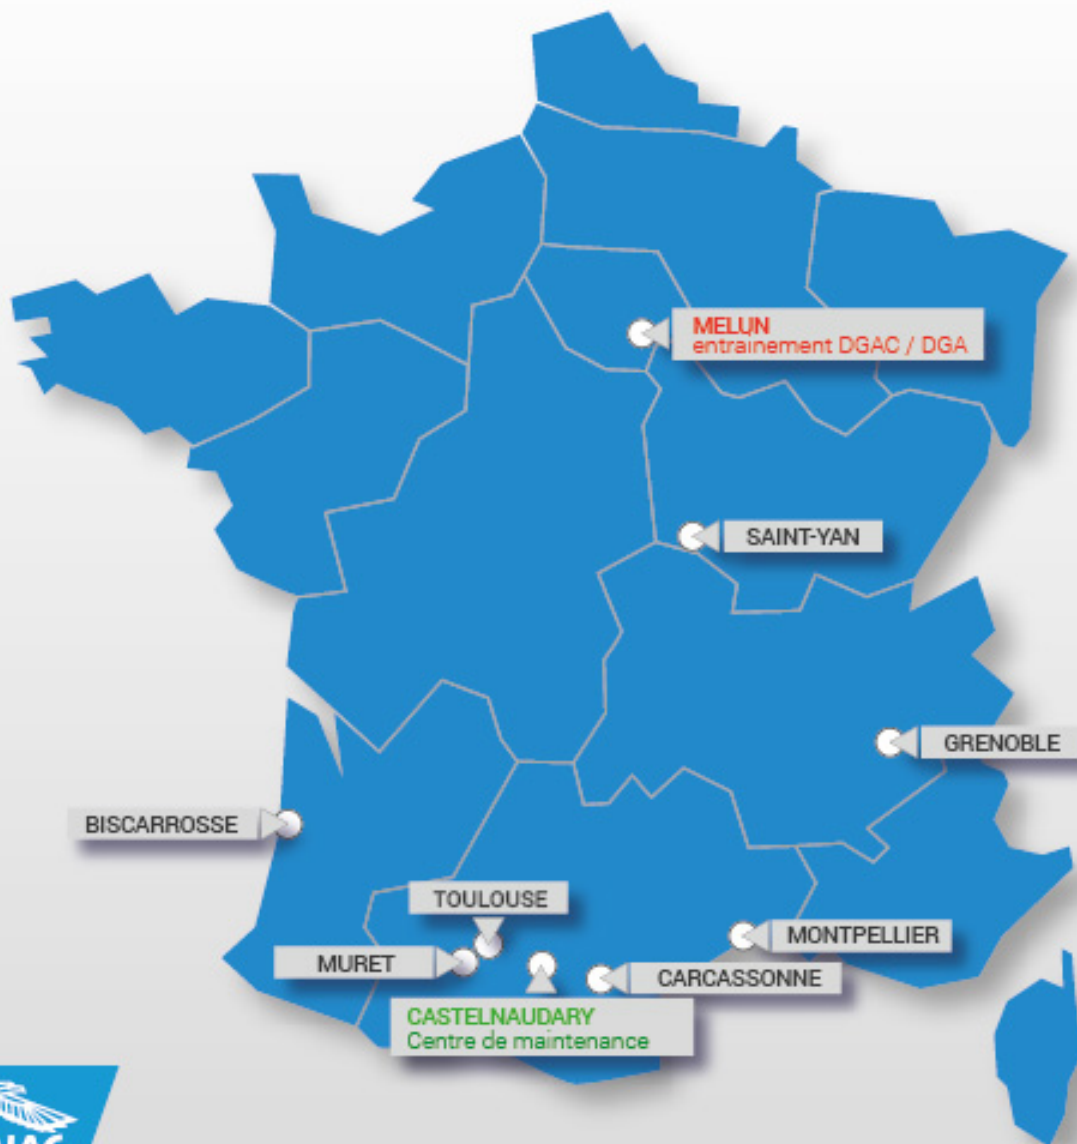 MELUN
entrainement DGAC / DGA
SAINT-YAN
GRENOBLE
BISCARROSSE
TOULOUSE
MONTPELLIER
MURET
CARCASSONNE
CASTELNAUDARY
Centre de maintenance